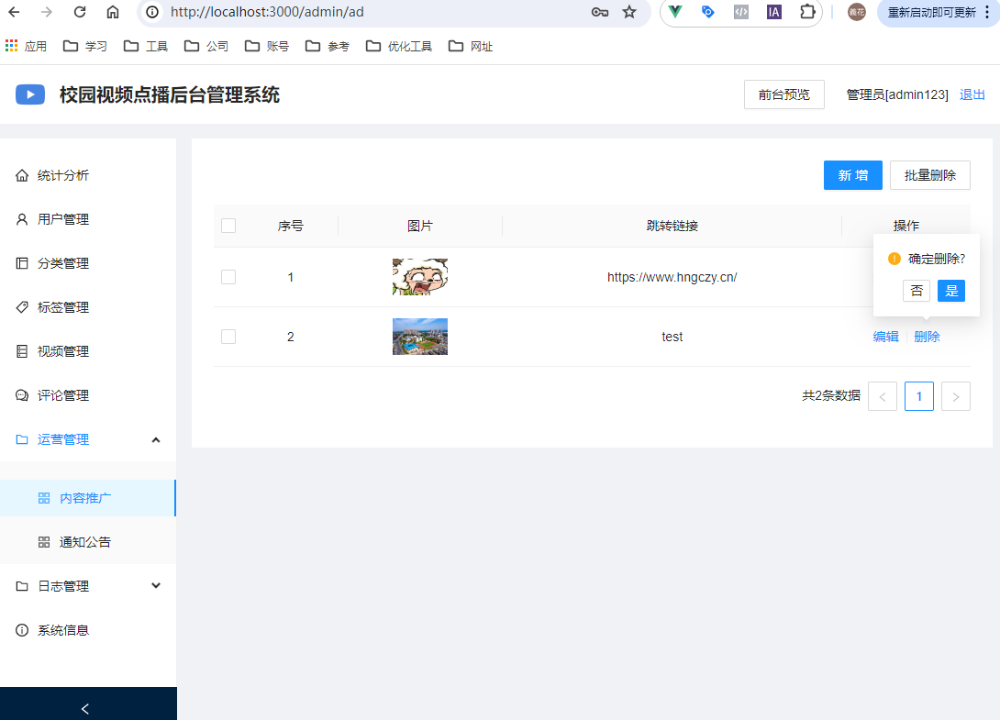 http://localhost:3000/admin/ad
IA
義花
重新启动即可更新
应用 学习 工具 公司 账号 参考 优化工具 网址
校园视频点播后台管理系统
前台预览 管理员[admin123] 退出
统计分析
用户管理
分类管理
标签管理
视频管理
评论管理
运营管理
内容推广
通知公告
日志管理
系统信息
新 增 批量删除
序号 图片 跳转链接 操作
1 https://www.hngczy.cn/
确定删除?
否 是
2 test 编辑 删除
共2条数据 < 1 >